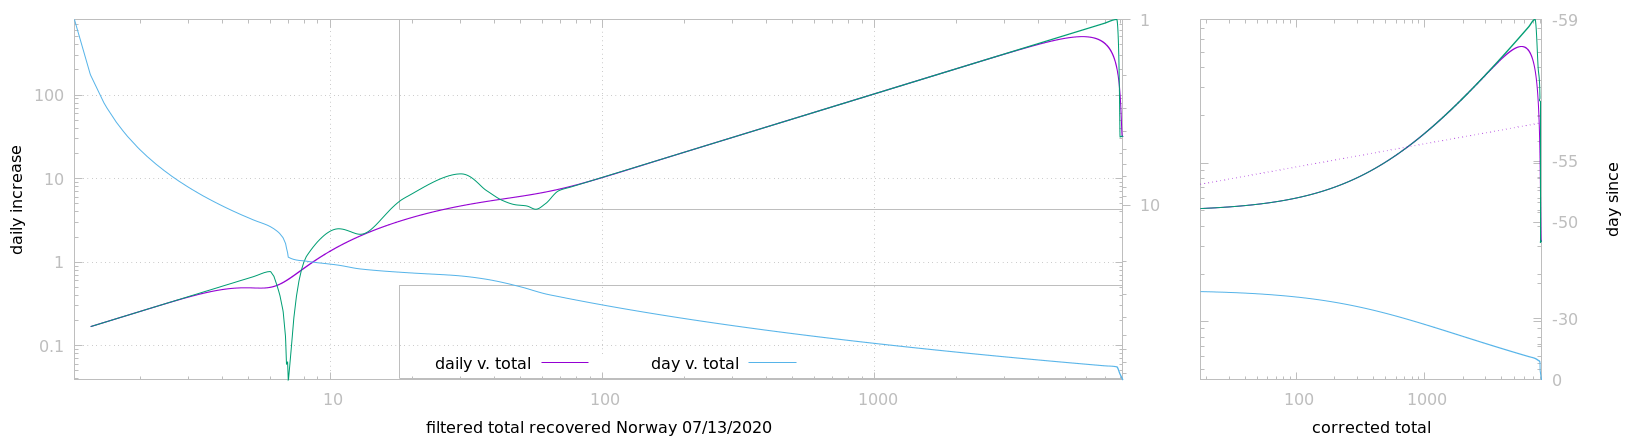 1
-59
100
daily increase
10
1
0.1
10
-55
-50
-30
0
day since
daily v. total
day v. total
10
100
1000
100
1000
filtered total recovered Norway 07/13/2020
corrected total